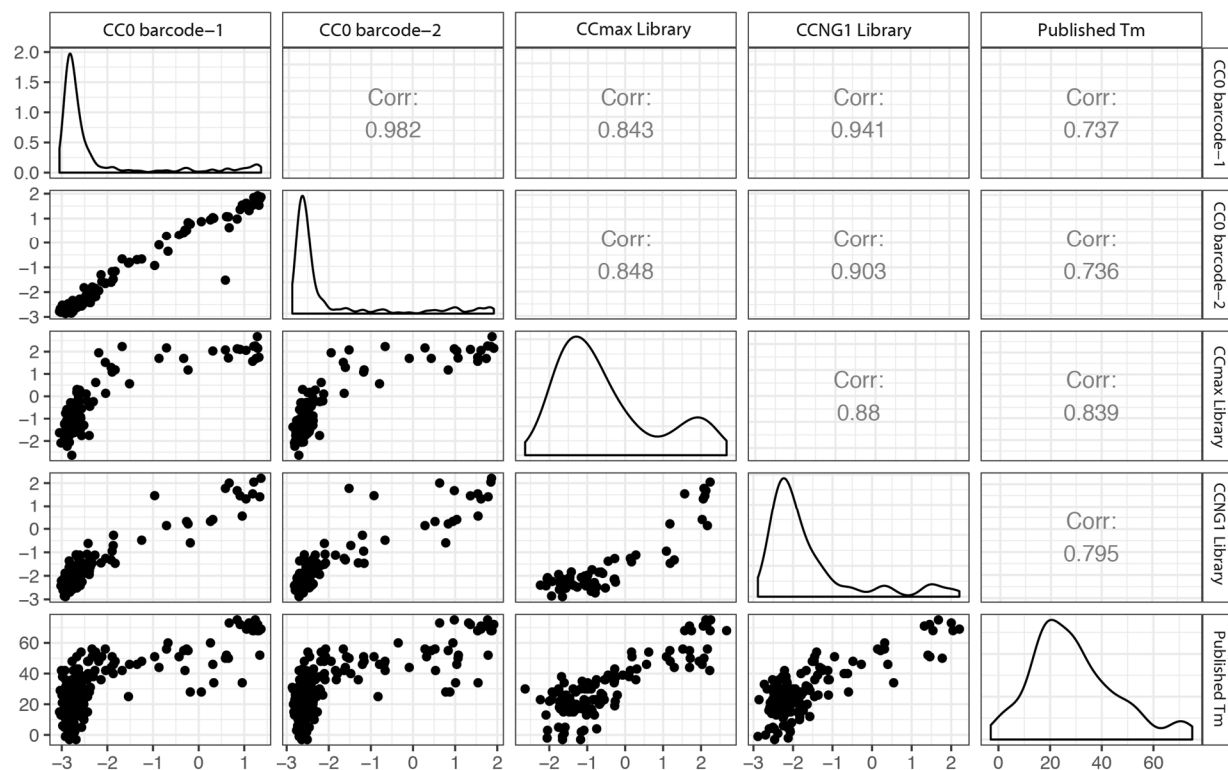 CC0 barcode−1 CC0 barcode−2 CCmax Library CCNG1 Library Published Tm
2.0
1.5
1.0
0.5
0.0
Corr: Corr: Corr: Corr:
0.982 0.843 0.941 0.737
CC0 barcode−1
2
1
0
−1
−2
−3
Corr: Corr: Corr:
0.848 0.903 0.736
CC0 barcode−2
2
1
0
−1
−2
Corr: Corr:
0.88 0.839
CCmax Library
2
1
0
−1
−2
−3
Corr:
0.795
CCNG1 Library
60
40
20
0
Published Tm
−3 −2 −1 0 1 −3 −2 −1 0 1 2 −2 −1 0 1 2 −3 −2 −1 0 1 2 0 20 40 60